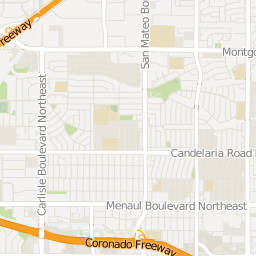 Freeway
San Mateo Bo
Montgo
Carlisle Boulevard Northeast
Candelaria Road
Menaul Boulevard Northeast
Coronado Freeway